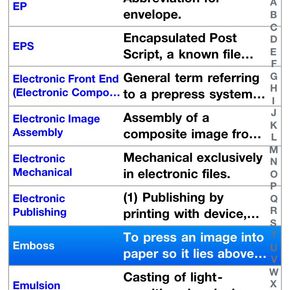 EP
Abbreviation for
envelope.
EPS
Encapsulated Post
Script, a known file…
Electronic Front End
(Electronic Compo…
General term referring
to a prepress system…
Electronic Image
Assembly
Assembly of a
composite image fro…
Electronic
Mechanical
Mechanical exclusively
in electronic files.
Electronic
Publishing
(1) Publishing by
printing with device,…
Emboss
To press an image into
paper so it lies above…
Emulsion
Casting of light-
A
B
C
D
E
F
G
H
I
J
K
L
M
N
O
P
Q
R
S
T
U
V
W
X